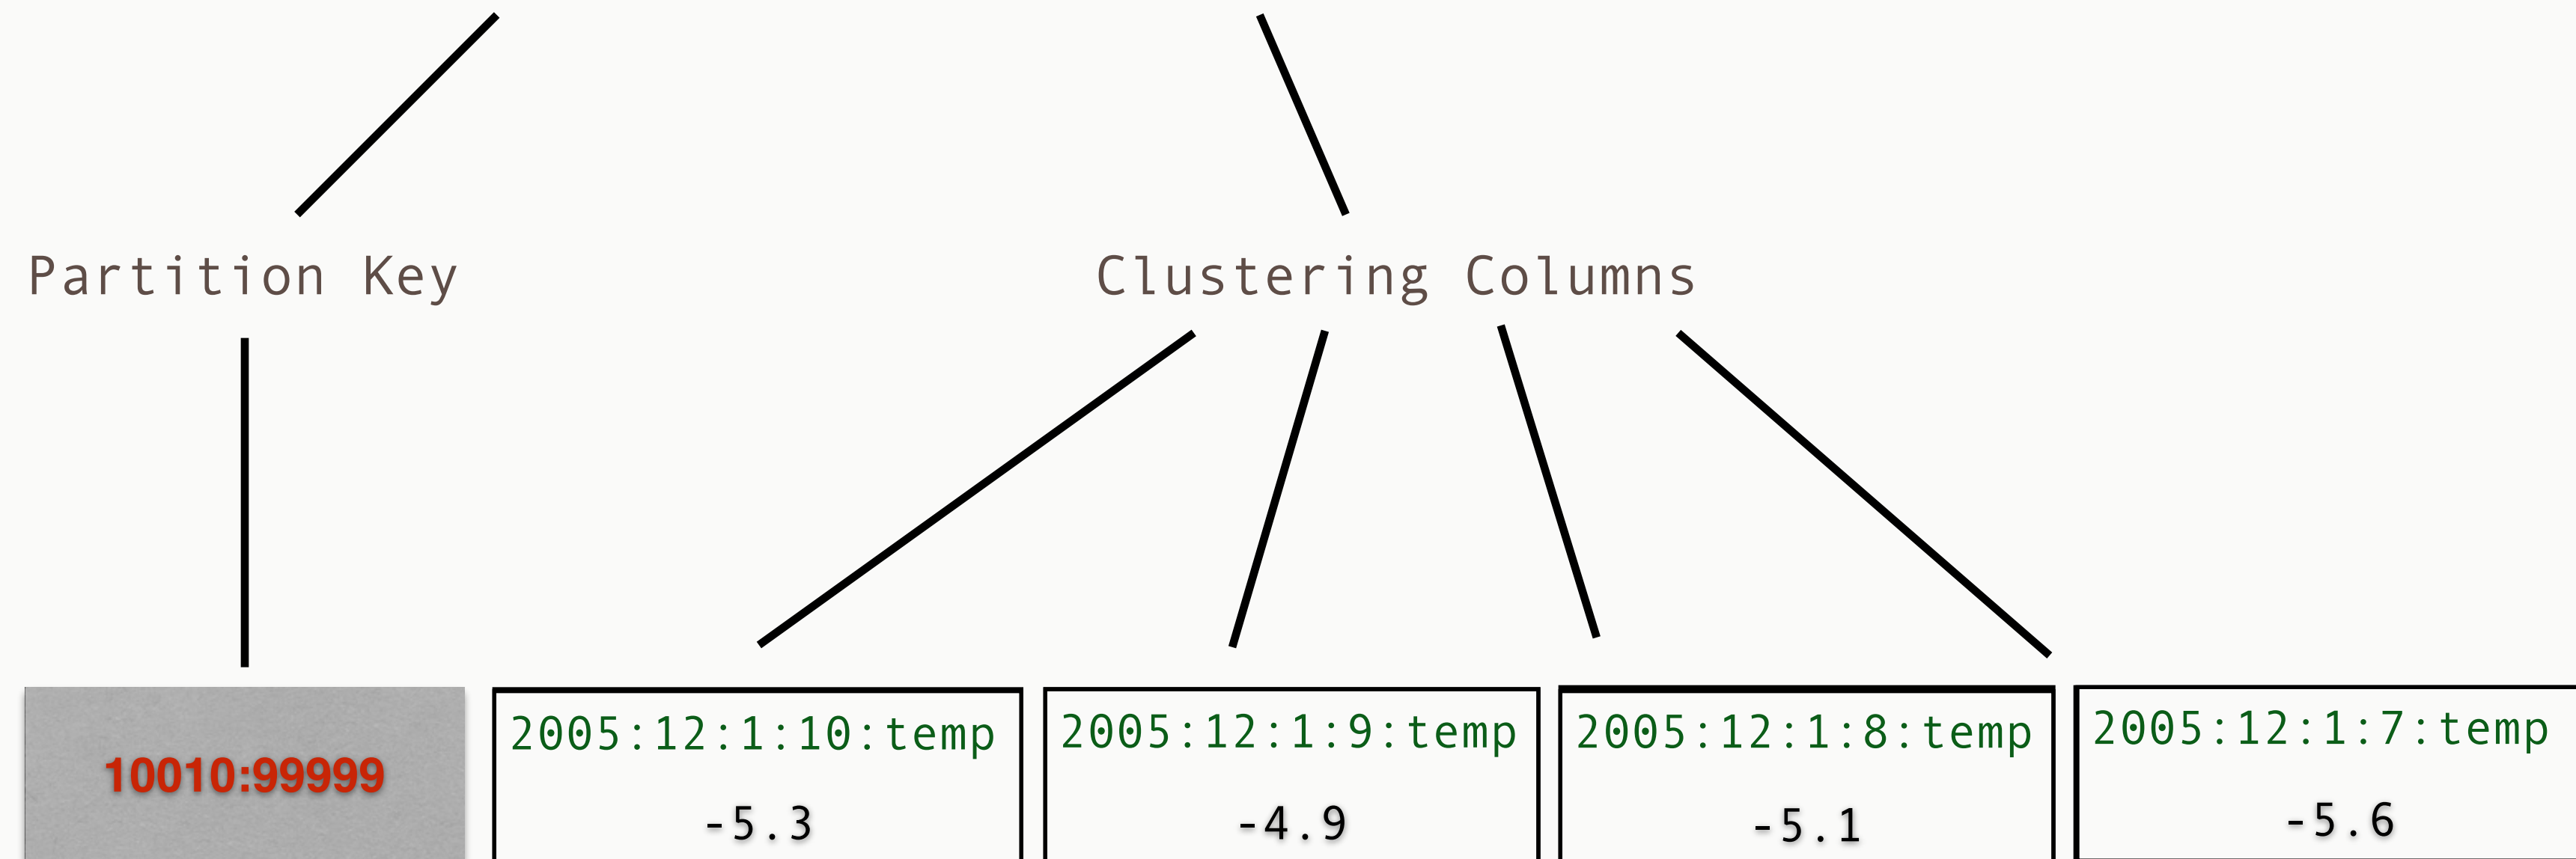 Partition Key
Clustering Columns
10010:99999
2005:12:1:10:temp
-5.3
2005:12:1:9:temp
-4.9
2005:12:1:8:temp
-5.1
2005:12:1:7:temp
-5.6